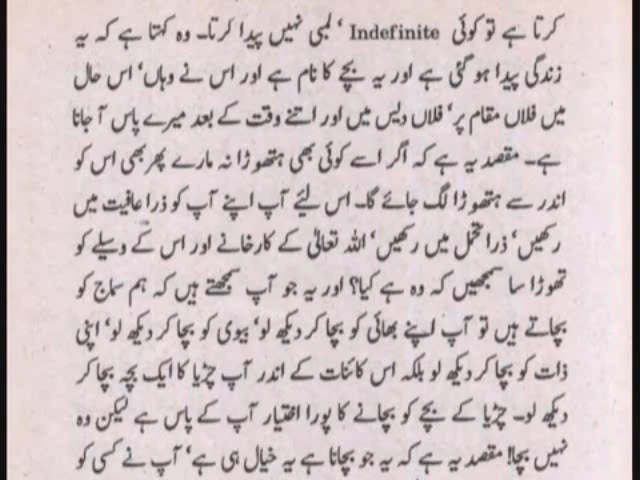 کرتا ہے تو کوئی Indefinite ‘ لمبی نہیں پیدا کرتا۔ وہ کہتا ہے کہ یہ
زندگی پیدا ہو گئی ہے اور یہ بچے کا نام ہے اور اس نے وہاں‘ اس حال
میں فلاں مقام پر‘ فلاں دیس میں اور اتنے وقت کے بعد میرے پاس آ جانا
ہے۔ مقصد یہ ہے کہ اگر اسے کوئی بھی ہتھوڑا نہ مارے پھر بھی اس کو
اندر سے ہتھوڑا لگ جائے گا۔ اس لیئے آپ اپنے آپ کو ذرا عافیت میں
رکھیں‘ ذرا تحمل میں رکھیں‘ اللہ تعالیٰ کے کارخانے اور اس کے وسیلے کو
تھوڑا سا سمجھیں کہ وہ ہے کیا؟ اور یہ جو آپ سمجھتے ہیں کہ ہم سماج کو
بچاتے ہیں تو آپ اپنے بھائی کو بچا کر دیکھ لو‘ بیوی کو بچا کر دیکھ لو‘ اپنی
ذات کو بچا کر دیکھ لو بلکہ اس کائنات کے اندر آپ چڑیا کا ایک بچہ بچا کر
دیکھ لو۔ چڑیا کے بچے کو بچانے کا پورا اختیار آپ کے پاس ہے لیکن وہ
نہیں بچا! مقصد یہ ہے کہ یہ جو بچانا ہے یہ خیال ہی ہے‘ آپ نے کسی کو